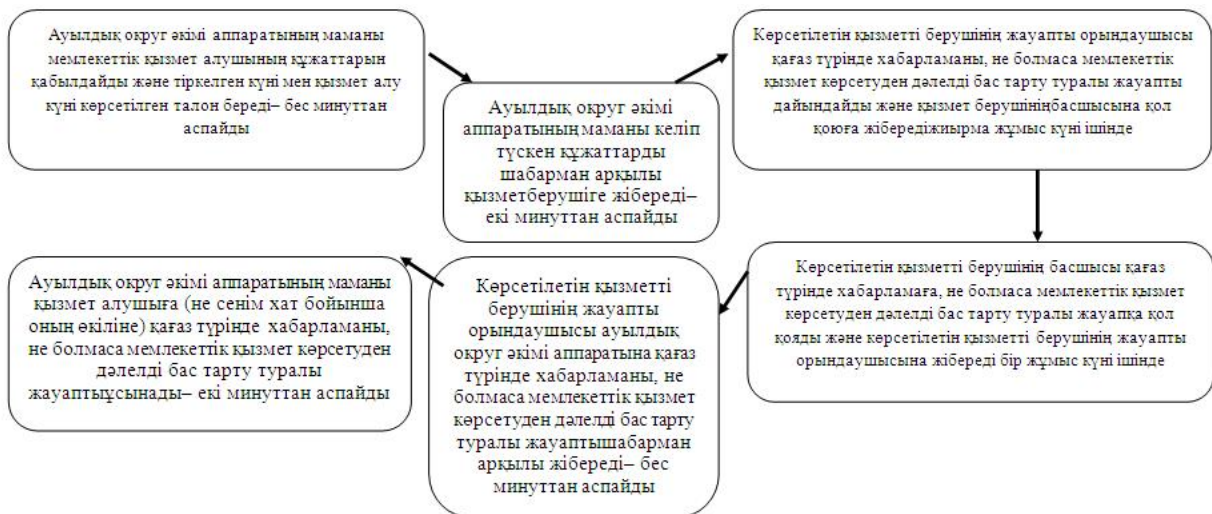 Ауылдық округ әкімі аппаратының маманы
мемлекеттік қызмет алушының құжаттарын
қабылдайды және тіркелген күні мен қызмет алу
күні көрсетілген талон береді– бес минуттан
аспайды
Ауылдық округ әкімі
аппаратының маманы келіп
түскен құжаттарды
шабарман арқылы
қызметберушіге жібереді–
екі минуттан аспайды
Көрсетілетін қызметті берушінің жауапты орындаушысы
қағаз түрінде хабарламаны, не болмаса мемлекеттік
қызмет көрсетуден дәлелді бас тарту туралы жауапты
дайындайды және қызмет берушініңбасшысына қол
қоюға жібередіжиырма жұмыс күні ішінде
Көрсетілетін қызметті берушінің басшысы қағаз
түрінде хабарламаға, не болмаса мемлекеттік қызмет
көрсетуден дәлелді бас тарту туралы жауапқа қол
қояды және көрсетілетін қызметті берушінің жауапты
орындаушысына жібереді бір жұмыс күні ішінде
Көрсетілетін қызметті
берушінің жауапты
орындаушысы ауылдық
округ әкімі аппаратына қағаз
түрінде хабарламаны, не
болмаса мемлекеттік қызмет
көрсетуден дәлелді бас тарту
туралы жауаптышабарман
арқылы жібереді– бес
минуттан аспайды
Ауылдық округ әкімі аппаратының маманы
қызмет алушыға (не сенім хат бойынша
оның өкіліне) қағаз түрінде  хабарламаны,
не болмаса мемлекеттік қызмет көрсетуден
дәлелді бас тарту туралы
жауаптыұсынады– екі минуттан аспайды